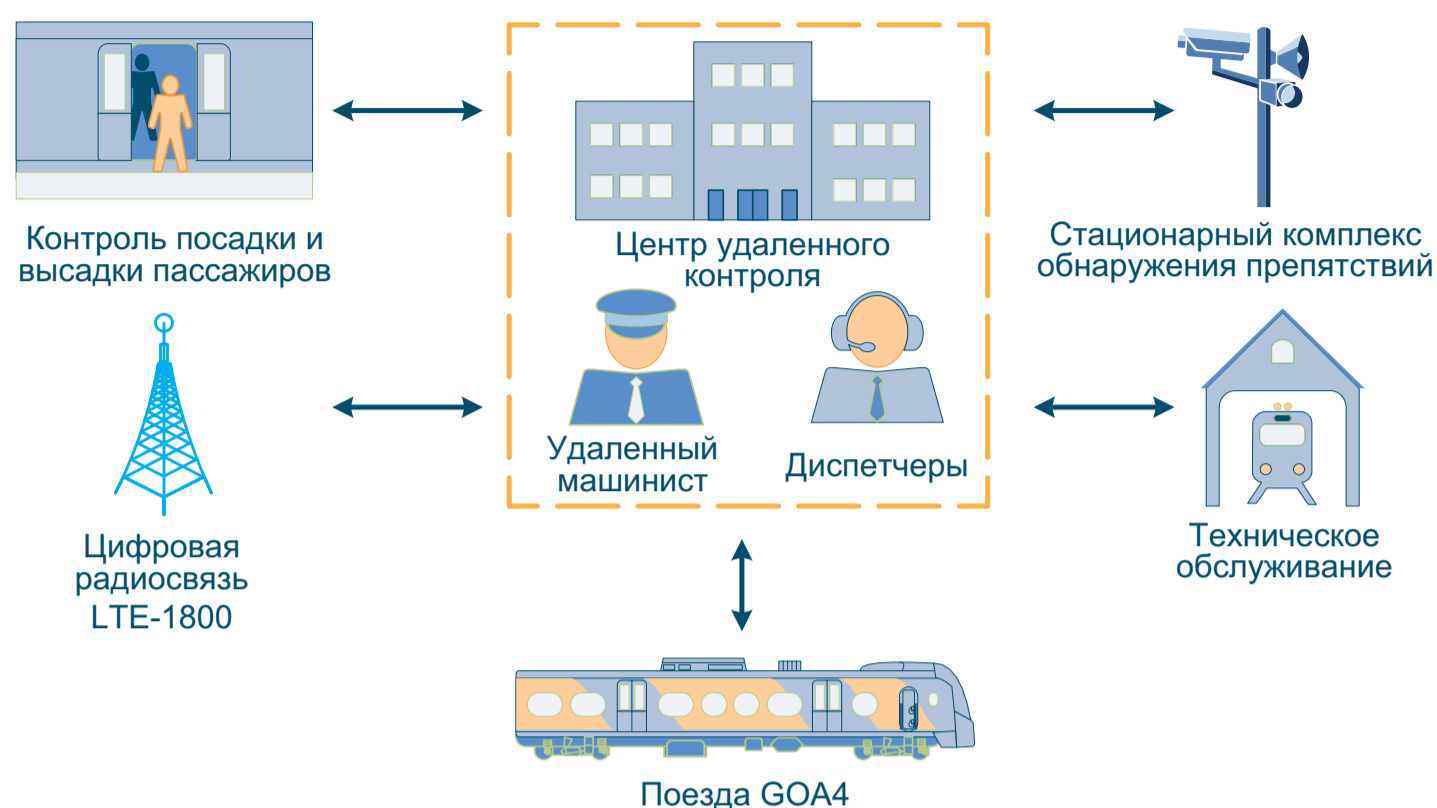 Контроль посадки и
высадки пассажиров
Центр удаленного
контроля
Стационарный комплекс
обнаружения препятствий
Удаленный
машинист
Диспетчеры
Цифровая
радиосвязь
LTE-1800
Техническое
обслуживание
Поезда GOA4